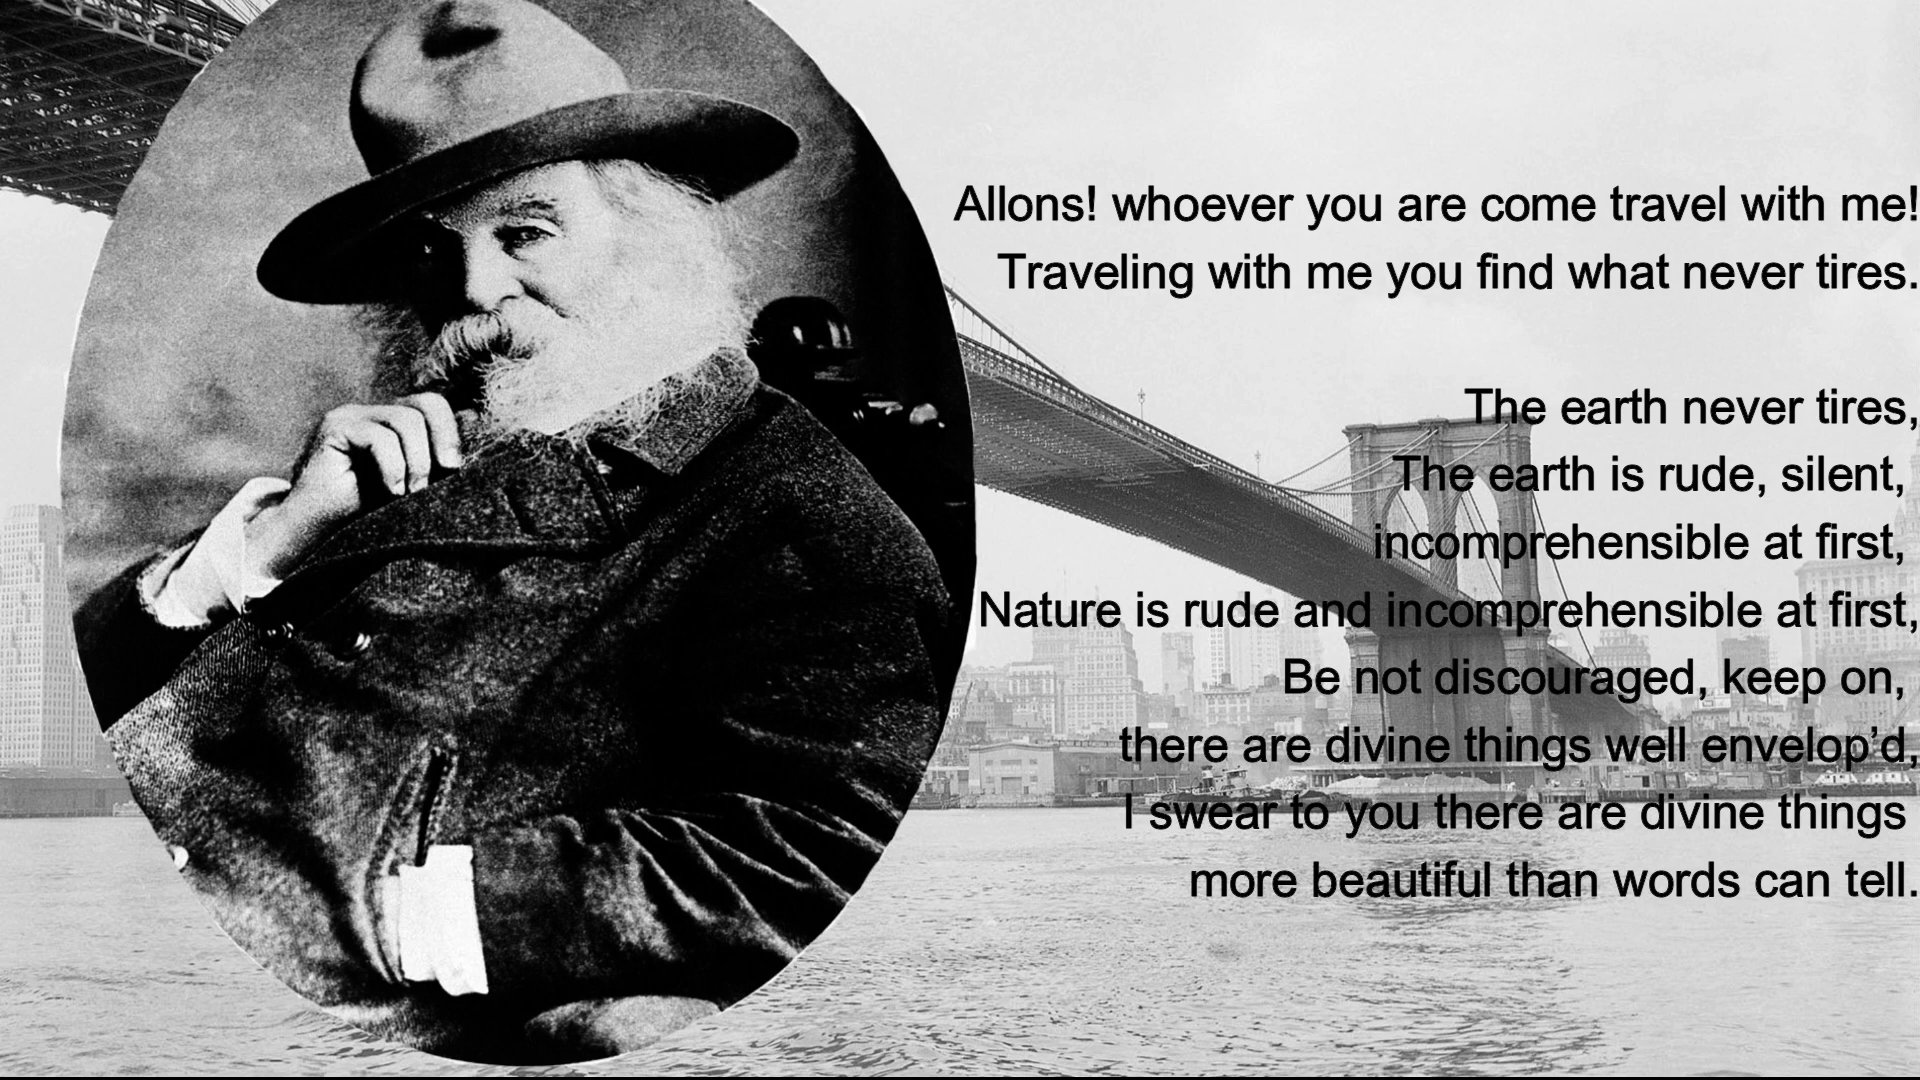 Allons! whoever you are come travel with me!
Traveling with me you find what never tires.
The earth never tires,
The earth is rude, silent,
incomprehensible at first,
Nature is rude and incomprehensible at first,
Be not discouraged, keep on,
there are divine things well envelop’d,
I swear to you there are divine things
more beautiful than words can tell.